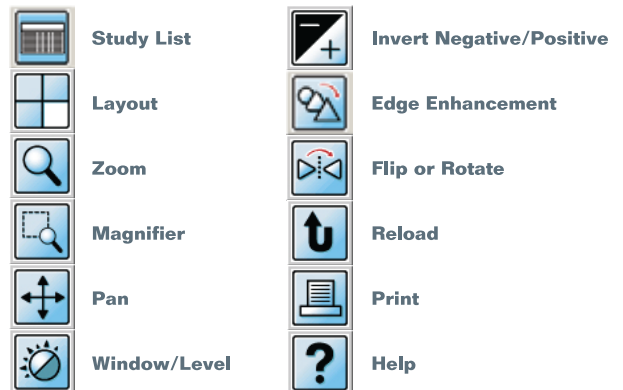 Study List
Layout
Zoom
Magnifier
Pan
Window/Level
Invert Negative/Positive
Edge Enhancement
Flip or Rotate
Reload
Print
? Help